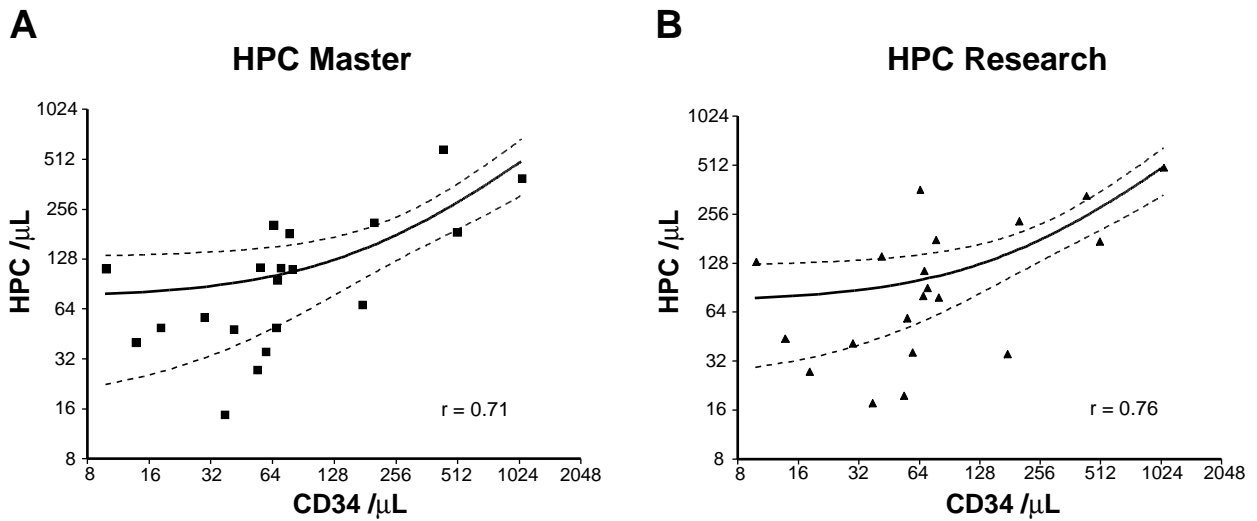 A
HPC Master
1024
512
256
128
64
32
16
8
HPC /μL
r = 0.71
8 16 32 64 128 256 512 1024 2048
CD34 /μL
B
HPC Research
1024
512
256
128
64
32
16
8
HPC /μL
r = 0.76
8 16 32 64 128 256 512 1024 2048
CD34 /μL